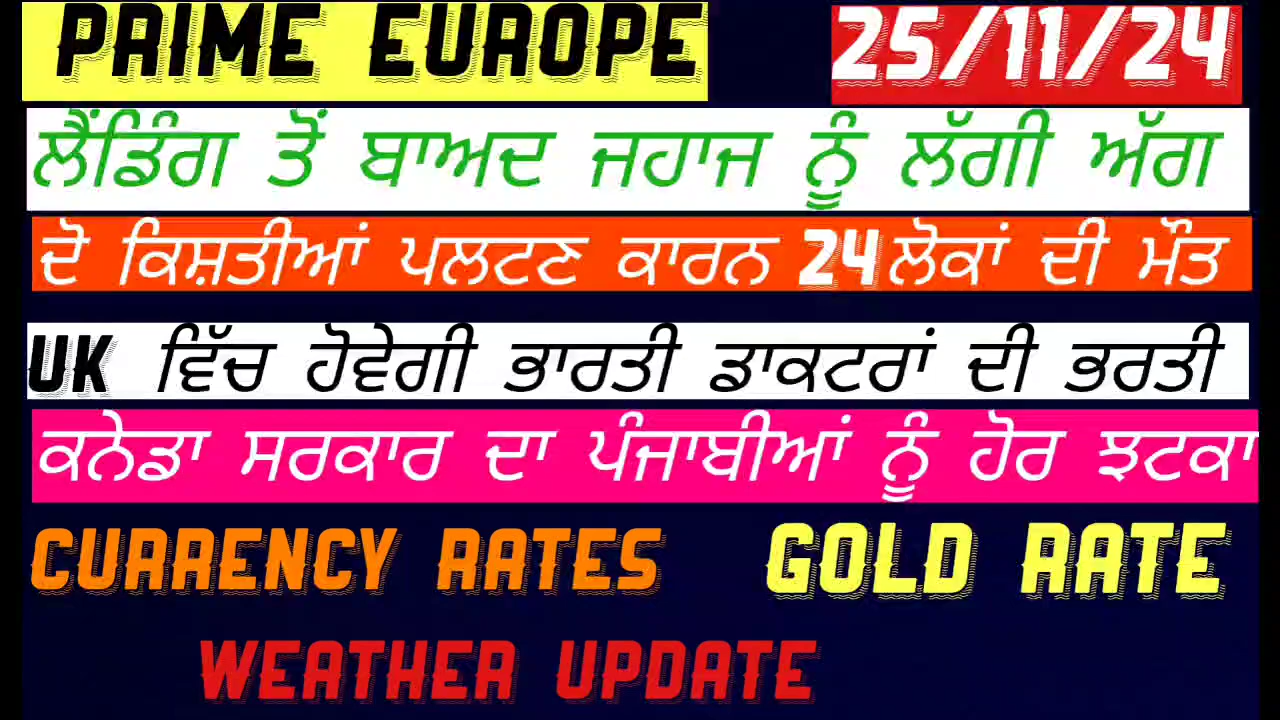 PRIME EUROPE 25/11/24
ਲੈਂਡਿੰਗ ਤੋਂ ਬਾਅਦ ਜਹਾਜ ਨੂੰ ਲੱਗੀ ਅੱਗ
ਦੋ ਕਿਸ਼ਤੀਆਂ ਪਲਟਣ ਕਾਰਨ 24 ਲੋਕਾਂ ਦੀ ਮੌਤ
UK ਵਿੱਚ ਹੋਵੇਗੀ ਭਾਰਤੀ ਡਾਕਟਰਾਂ ਦੀ ਭਰਤੀ
ਕਨੇਡਾ ਸਰਕਾਰ ਦਾ ਪੰਜਾਬੀਆਂ ਨੂੰ ਹੋਰ ਝਟਕਾ
CURRENCY RATES GOLD RATE
WEATHER UPDATE